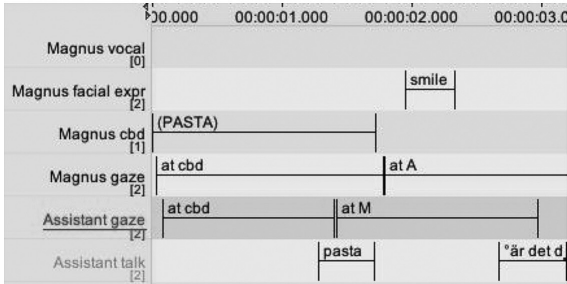 00.000 00:00:01.000 00:00:02.000 00:00:03.0
Magnus vocal
[0]
Magnus facial expr
[2]
smile
Magnus cbd
[1]
(PASTA)
Magnus gaze
[2]
at cbd at A
Assistant gaze
[2]
at cbd at M
Assistant talk
[2]
pasta °är det d